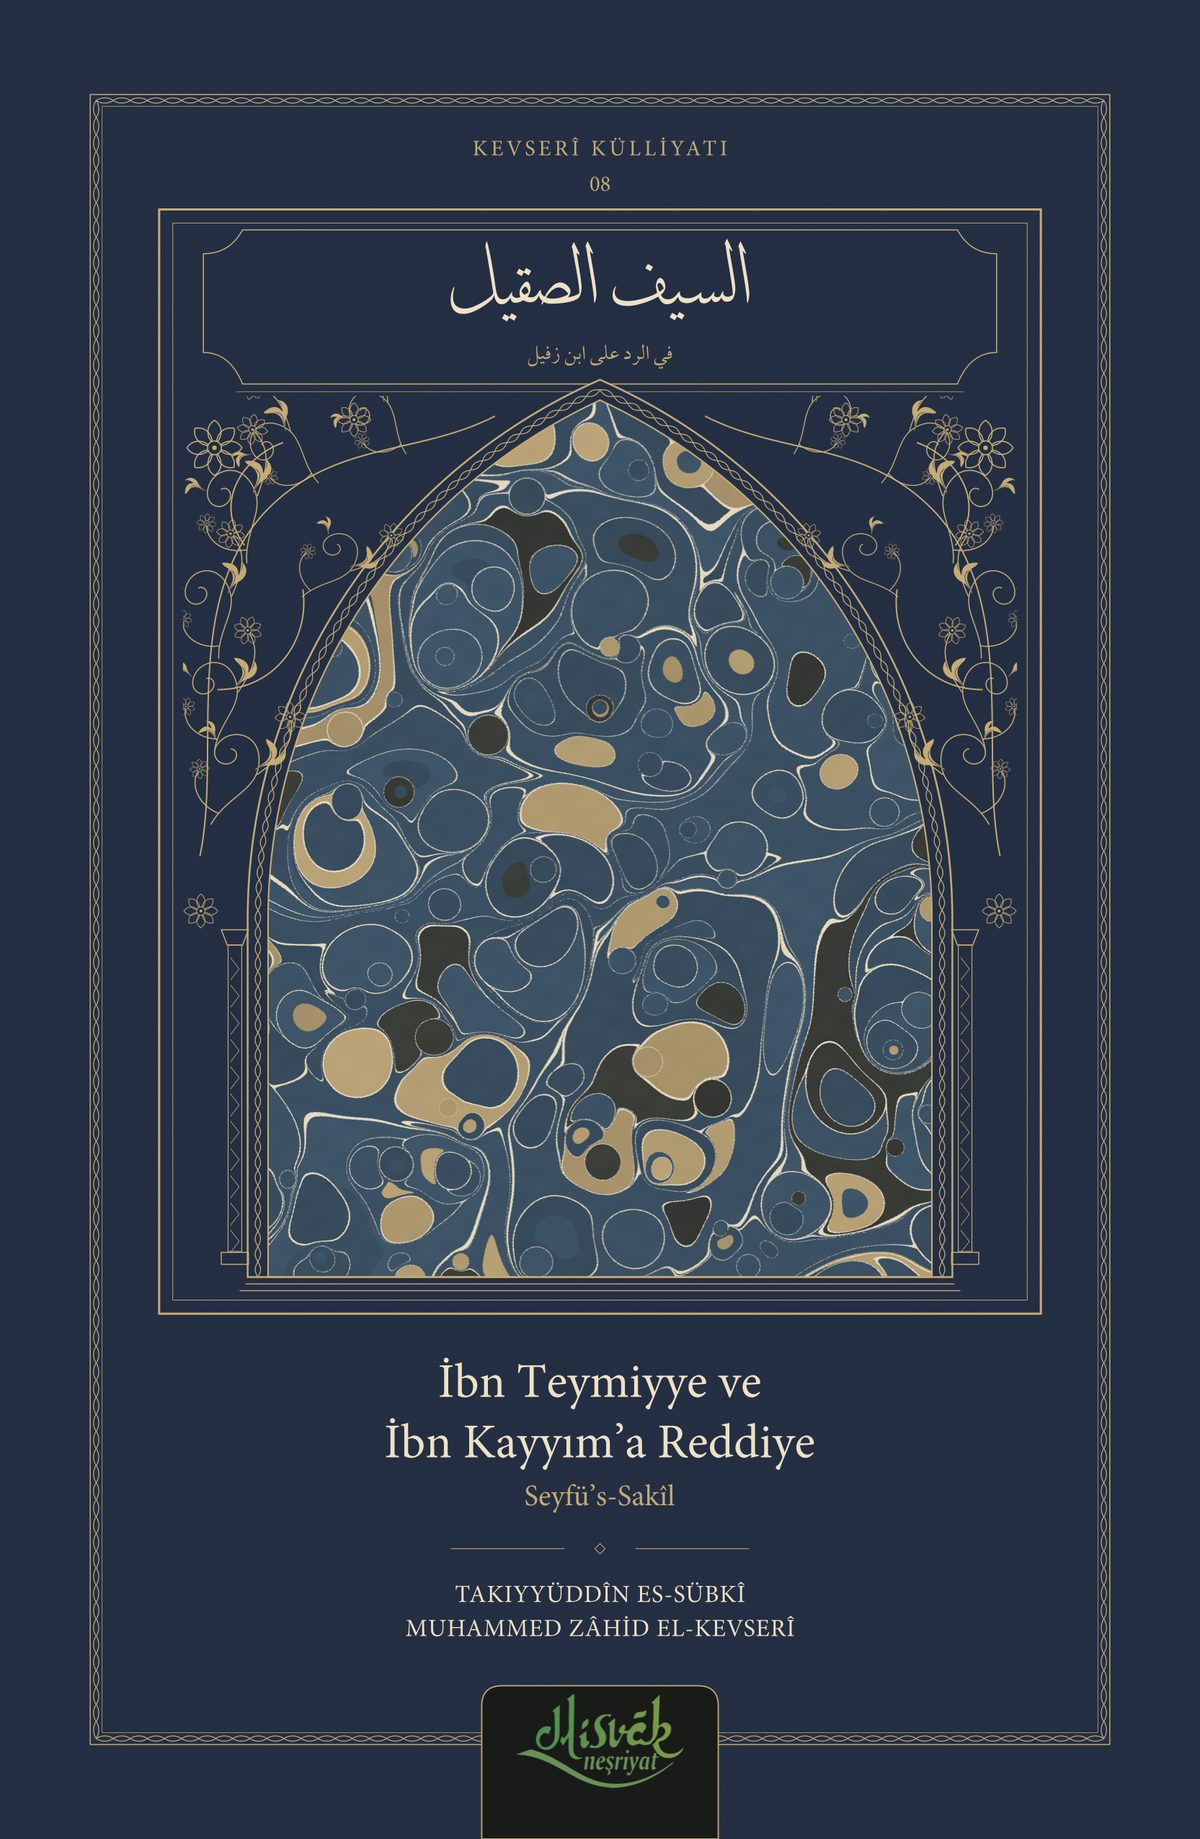 KEVSERÎ KÜLLİYATI
08
السيف الصقيل
في الرد على ابن زفيل
İbn Teymiyye ve
İbn Kayyım’a Reddiye
Seyfü’s-Sakîl
TAKIYYÜDDÎN ES-SÜBKÎ
MUHAMMED ZÂHİD EL-KEVSERÎ
Misvâk
neşriyat